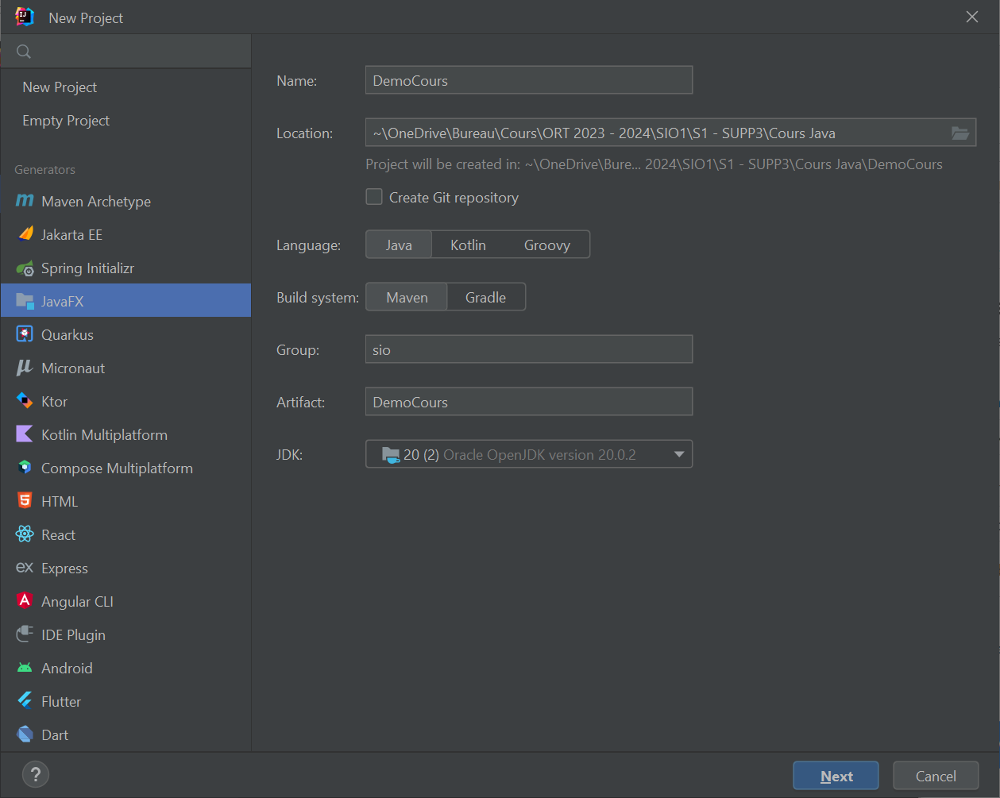 New Project
New Project
Empty Project
Generators
Maven Archetype
Jakarta EE
Spring Initializr
JavaFX
Quarkus
Micronaut
Ktor
Kotlin Multiplatform
Compose Multiplatform
HTML
React
Express
Angular CLI
IDE Plugin
Android
Flutter
Dart
Name: DemoCours
Location: ~\OneDrive\Bureau\Cours\ORT 2023 - 2024\SIO1\S1 - SUPP3\Cours Java
Project will be created in: ~\OneDrive\Bure... 2024\SIO1\S1 - SUPP3\Cours Java\DemoCours
Create Git repository
Language: Java Kotlin Groovy
Build system: Maven Gradle
Group: sio
Artifact: DemoCours
JDK: 20 (2) Oracle OpenJDK version 20.0.2
? Next Cancel